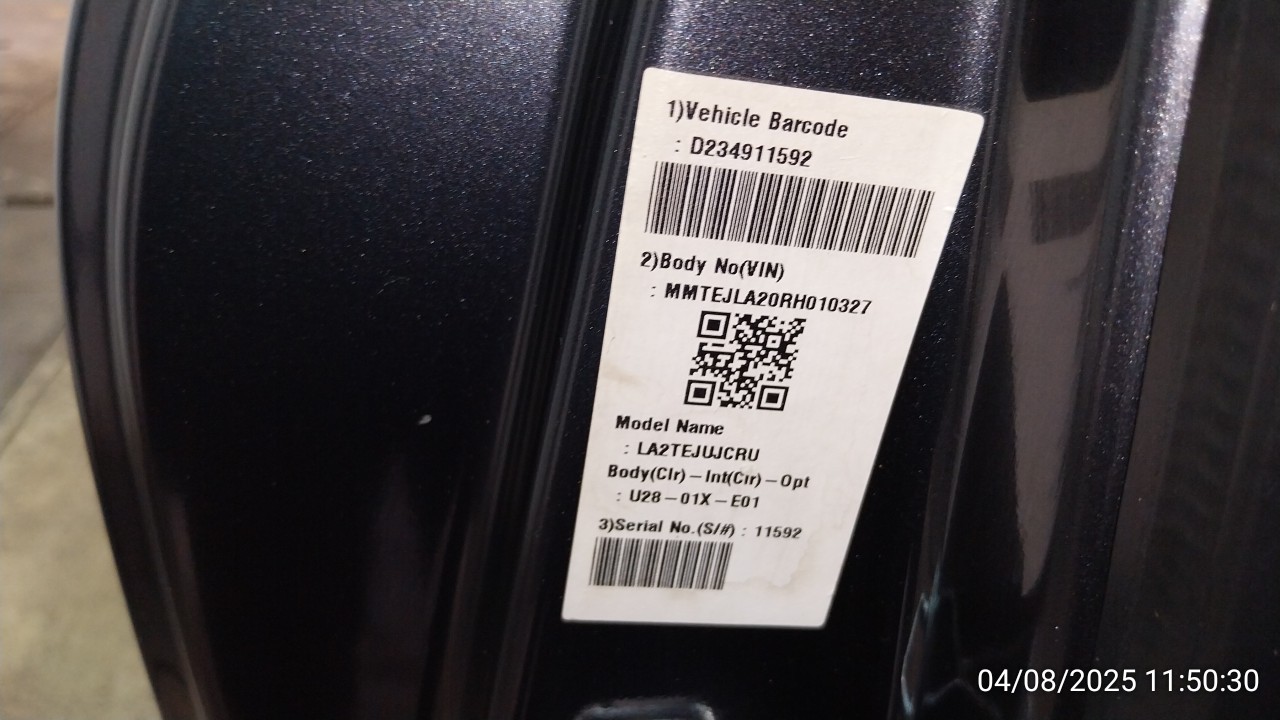 1)Vehicle Barcode
: D234911592
2)Body No(VIN)
: MMTEJLA20RH010327
Model Name
: LA2TEJUJCRU
Body(Clr)-Int(Clr)-Opt
: U28-01X-E01
3)Serial No.(S/#) : 11592
04/08/2025 11:50:30